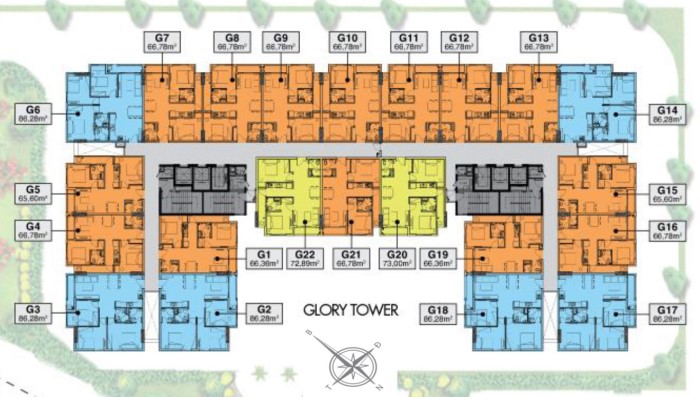 G7
66,78m²
G8
66,78m²
G9
66,78m²
G10
66,78m²
G11
66,78m²
G12
66,78m²
G13
66,78m²
G6
86,28m²
G14
86,28m²
G5
65,60m²
G15
65,60m²
G4
66,78m²
G16
66,78m²
G1
66,36m²
G22
72,89m²
G21
66,78m²
G20
73,00m²
G19
66,36m²
G3
86,28m²
G2
86,28m²
GLORY TOWER
G18
86,28m²
G17
86,28m²
B
Đ
T
N